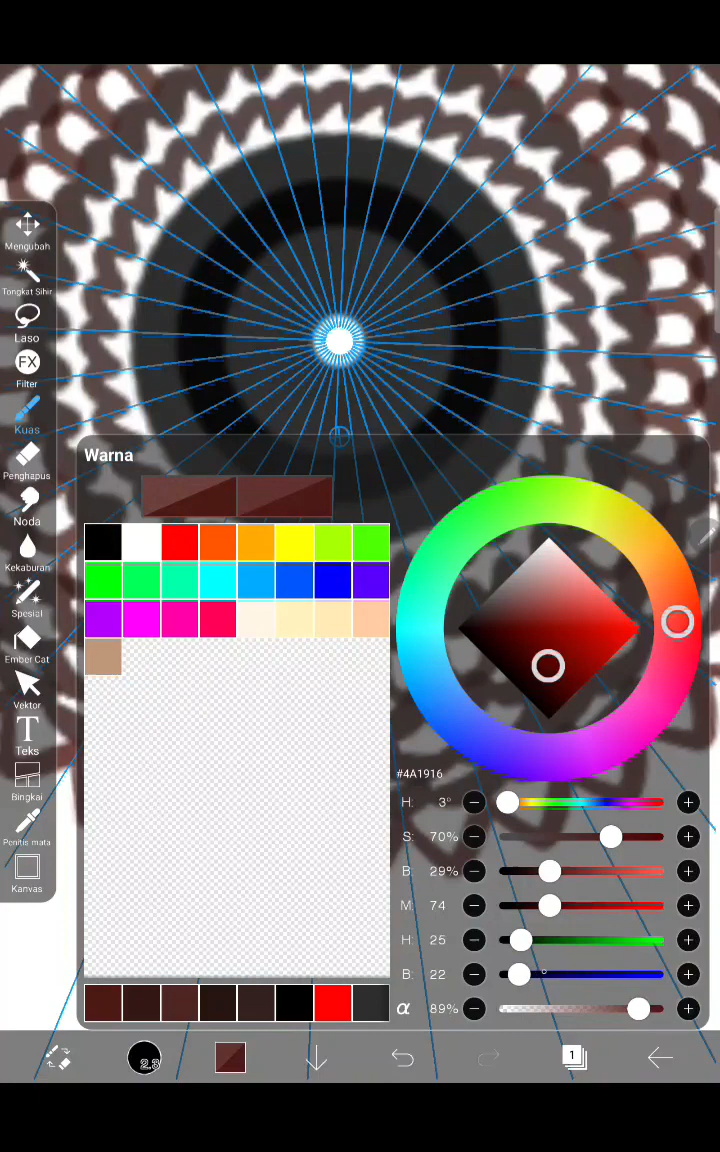 Mengubah
Tongkat Sihir
Laso
FX
Filter
Kuas
Penghapus
Noda
Kekaburan
Spesial
Ember Cat
Vektor
T
Teks
Bingkai
Penitis mata
Kanvas
Warna
#4A1916
H: 3°
S: 70%
B: 29%
M: 74
H: 25
B: 22
α 89%
2.3
1